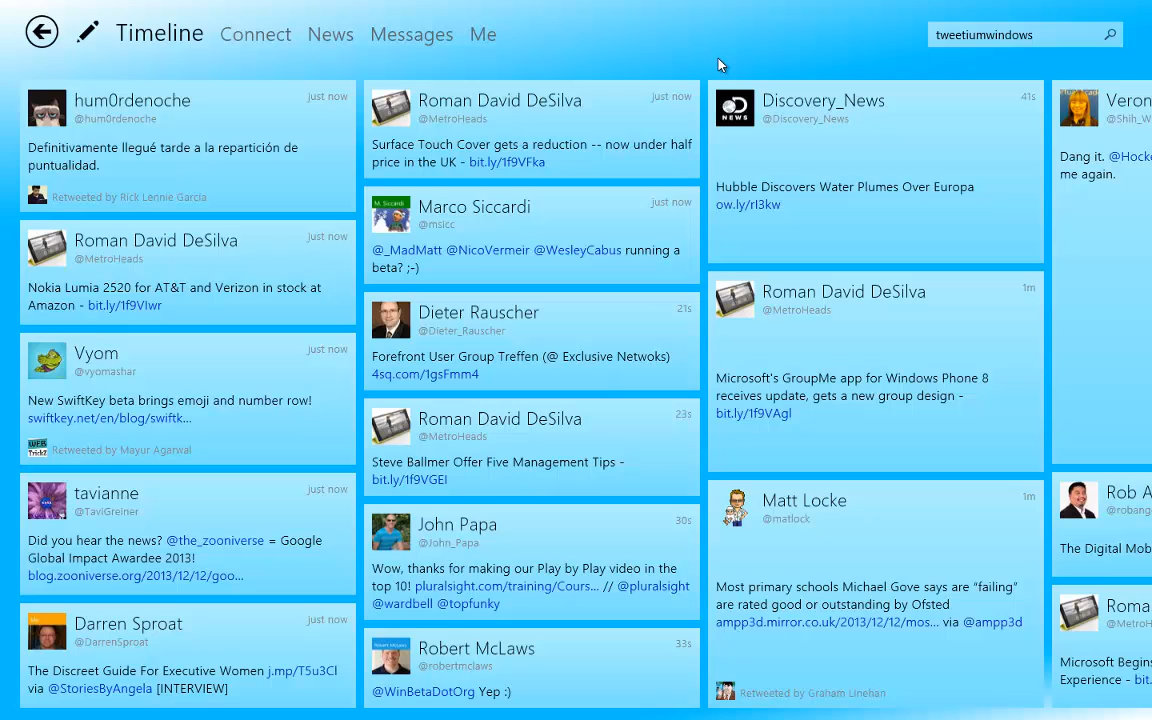 Timeline Connect News Messages Me
tweetiumwindows
hum0rdenoche just now
@hum0rdenoche
Definitivamente llegué tarde a la repartición de
puntualidad.
Retweeted by Rick Lennie Garcia
Roman David DeSilva just now
@MetroHeads
Nokia Lumia 2520 for AT&T and Verizon in stock at
Amazon - bit.ly/1f9VIwr
Vyom just now
@vyomashar
New SwiftKey beta brings emoji and number row!
swiftkey.net/en/blog/swiftk...
WEB
Trickz
Retweeted by Mayur Agarwal
tavianne just now
@TaviGreiner
Did you hear the news? @the_zooniverse = Google
Global Impact Awardee 2013!
blog.zooniverse.org/2013/12/12/goo...
Darren Sproat just now
@DarrenSproat
The Discreet Guide For Executive Women j.mp/T5u3Cl
via @StoriesByAngela [INTERVIEW]
Roman David DeSilva just now
@MetroHeads
Surface Touch Cover gets a reduction -- now under half
price in the UK - bit.ly/1f9VFka
M. Siccardi
Marco Siccardi just now
@msicc
@_MadMatt @NicoVermeir @WesleyCabus running a
beta? ;-)
Dieter Rauscher 21s
@Dieter_Rauscher
Forefront User Group Treffen (@ Exclusive Netwoks)
4sq.com/1gsFmm4
Roman David DeSilva 23s
@MetroHeads
Steve Ballmer Offer Five Management Tips -
bit.ly/1f9VGEI
John Papa 30s
@John_Papa
Wow, thanks for making our Play by Play video in the
top 10! pluralsight.com/training/Cours... // @pluralsight
@wardbell @topfunky
Robert McLaws 33s
@robertmclaws
@WinBetaDotOrg Yep :)
D
NEWS
Discovery_News 41s
@Discovery_News
Hubble Discovers Water Plumes Over Europa
ow.ly/rI3kw
Roman David DeSilva 1m
@MetroHeads
Microsoft's GroupMe app for Windows Phone 8
receives update, gets a new group design -
bit.ly/1f9VAgl
Matt Locke 1m
@matlock
Most primary schools Michael Gove says are “failing”
are rated good or outstanding by Ofsted
ampp3d.mirror.co.uk/2013/12/12/mos... via @ampp3d
Retweeted by Graham Linehan
Veron
@Shih_W
Dang it. @Hocke
me again.
Rob A
@robang
The Digital Mob
Roma
@MetroH
Microsoft Begins
Experience - bit.